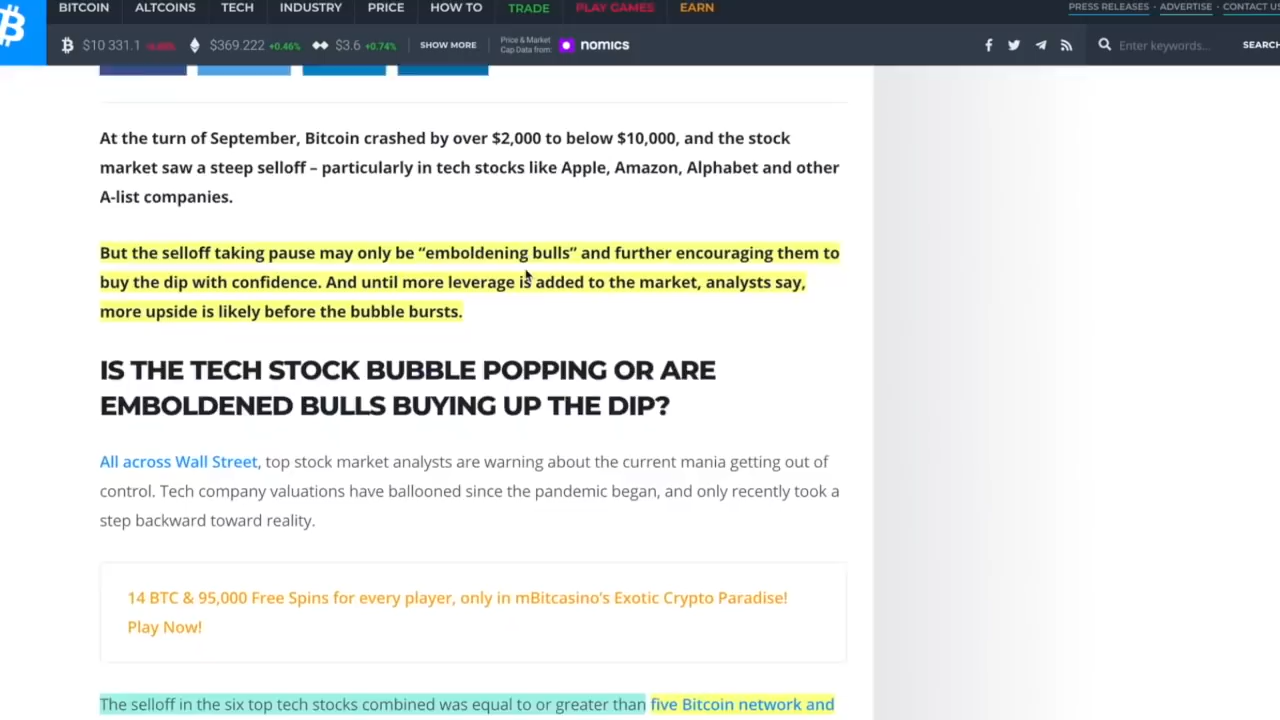 BITCOIN ALTCOINS TECH INDUSTRY PRICE HOW TO TRADE PLAY GAMES EARN
PRESS RELEASES · ADVERTISE · CONTACT US
$10 331.1 $369.222 +0.46% $3.6 +0.74% SHOW MORE
Price & Market
Cap Data from: nomics
Enter keywords... SEARCH
At the turn of September, Bitcoin crashed by over $2,000 to below $10,000, and the stock
market saw a steep selloff – particularly in tech stocks like Apple, Amazon, Alphabet and other
A-list companies.
But the selloff taking pause may only be “emboldening bulls” and further encouraging them to
buy the dip with confidence. And until more leverage is added to the market, analysts say,
more upside is likely before the bubble bursts.
IS THE TECH STOCK BUBBLE POPPING OR ARE
EMBOLDENED BULLS BUYING UP THE DIP?
All across Wall Street, top stock market analysts are warning about the current mania getting out of
control. Tech company valuations have ballooned since the pandemic began, and only recently took a
step backward toward reality.
14 BTC & 95,000 Free Spins for every player, only in mBitcasino’s Exotic Crypto Paradise!
Play Now!
The selloff in the six top tech stocks combined was equal to or greater than five Bitcoin network and